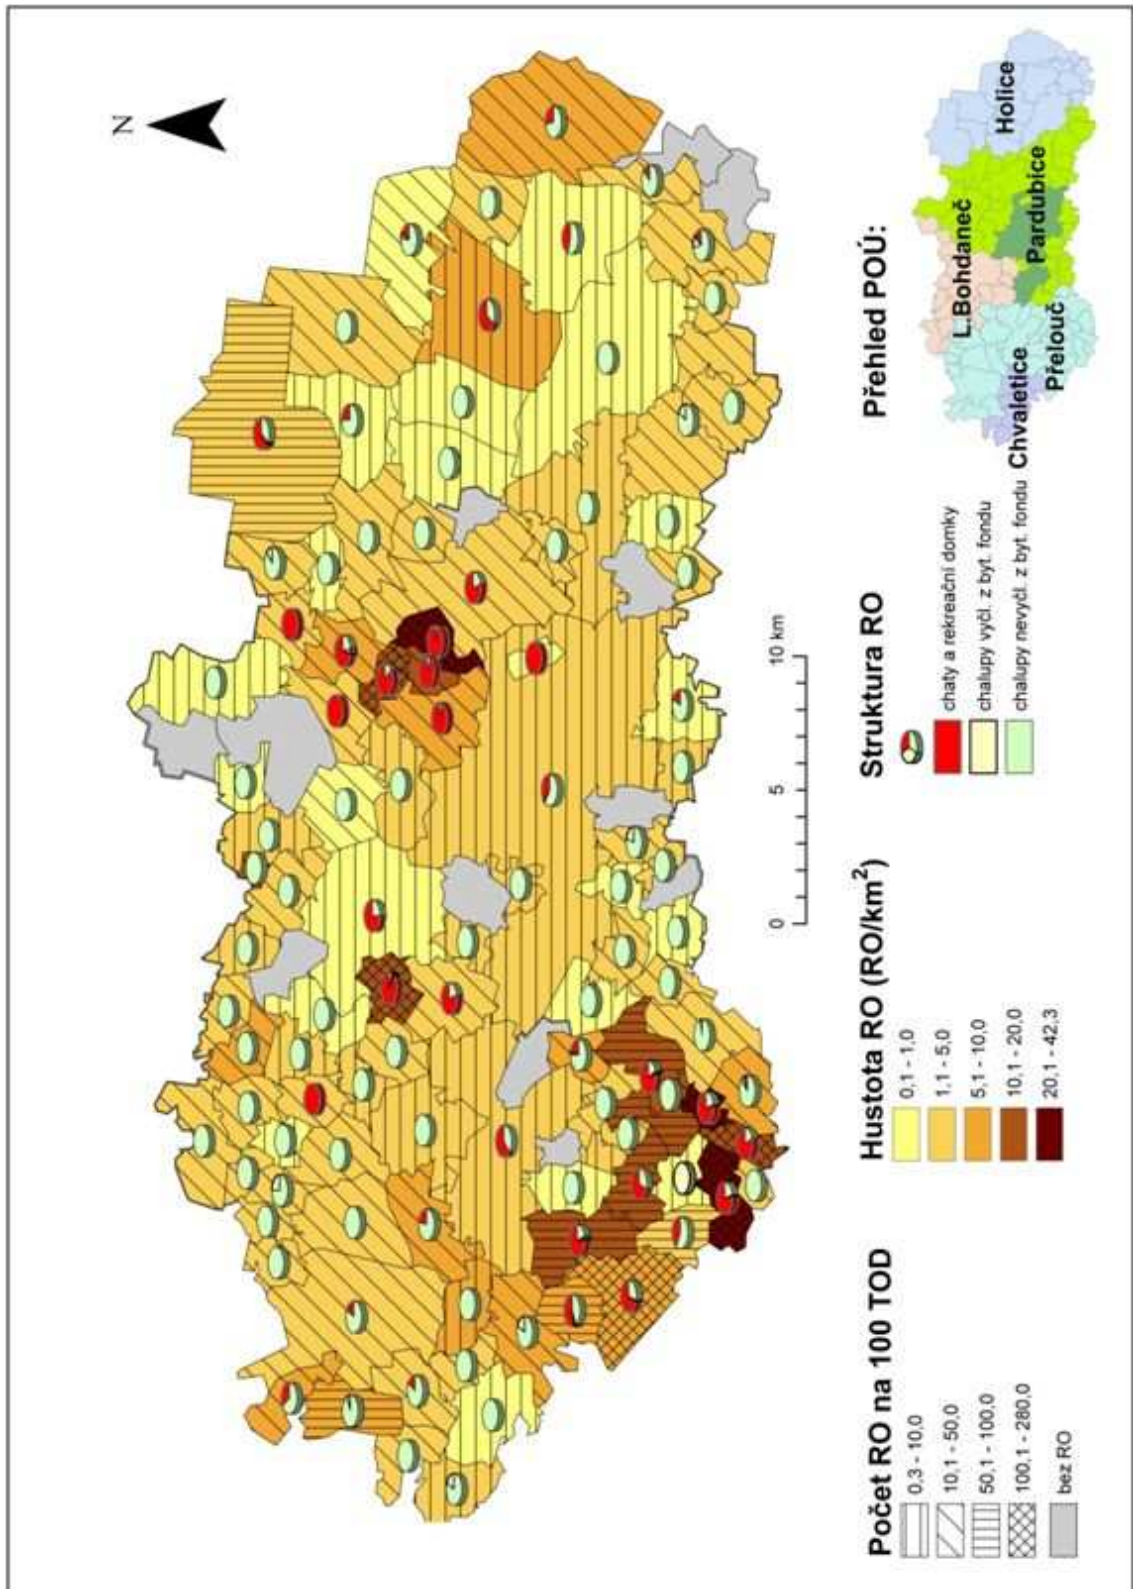 N
0
5
10 km
Počet RO na 100 TOD
0,3 - 10,0
10,1 - 50,0
50,1 - 100,0
100,1 - 280,0
bez RO
Hustota RO (RO/km²)
0,1 - 1,0
1,1 - 5,0
5,1 - 10,0
10,1 - 20,0
20,1 - 42,3
Struktura RO
chaty a rekreační domky
chalupy vyčl. z byt. fondu
chalupy nevyčl. z byt. fondu
Přehled POÚ:
L.Bohdaneč
Holice
Chvaletice
Pardubice
Přelouč